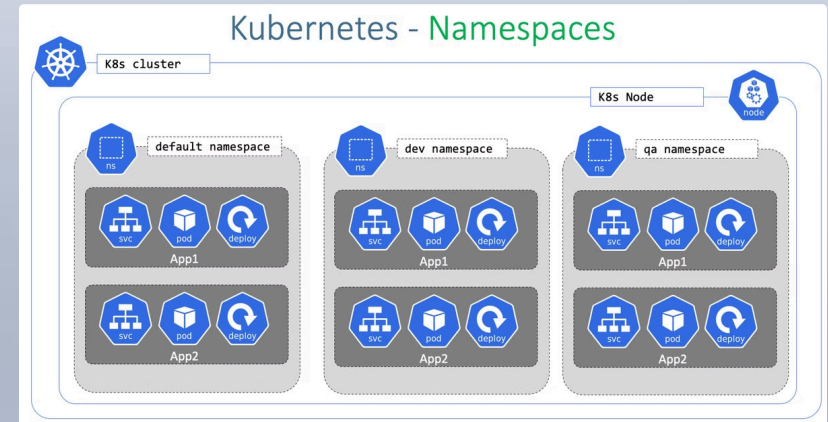 Kubernetes - Namespaces
K8s cluster
K8s Node
node
ns
default namespace
ns
dev namespace
ns
qa namespace
svc pod deploy
App1
svc pod deploy
App1
svc pod deploy
App1
svc pod deploy
App2
svc pod deploy
App2
svc pod deploy
App2